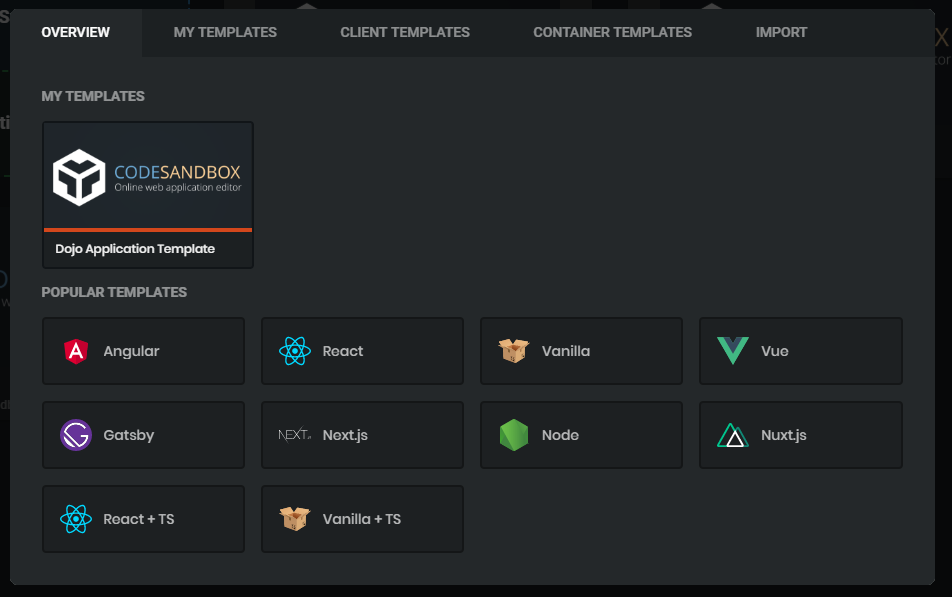 OVERVIEW
MY TEMPLATES
CLIENT TEMPLATES
CONTAINER TEMPLATES
IMPORT
MY TEMPLATES
CODESANDBOX
Online web application editor
Dojo Application Template
POPULAR TEMPLATES
Angular
React
Vanilla
Vue
Gatsby
NEXT.js
Next.js
Node
Nuxt.js
React + TS
Vanilla + TS